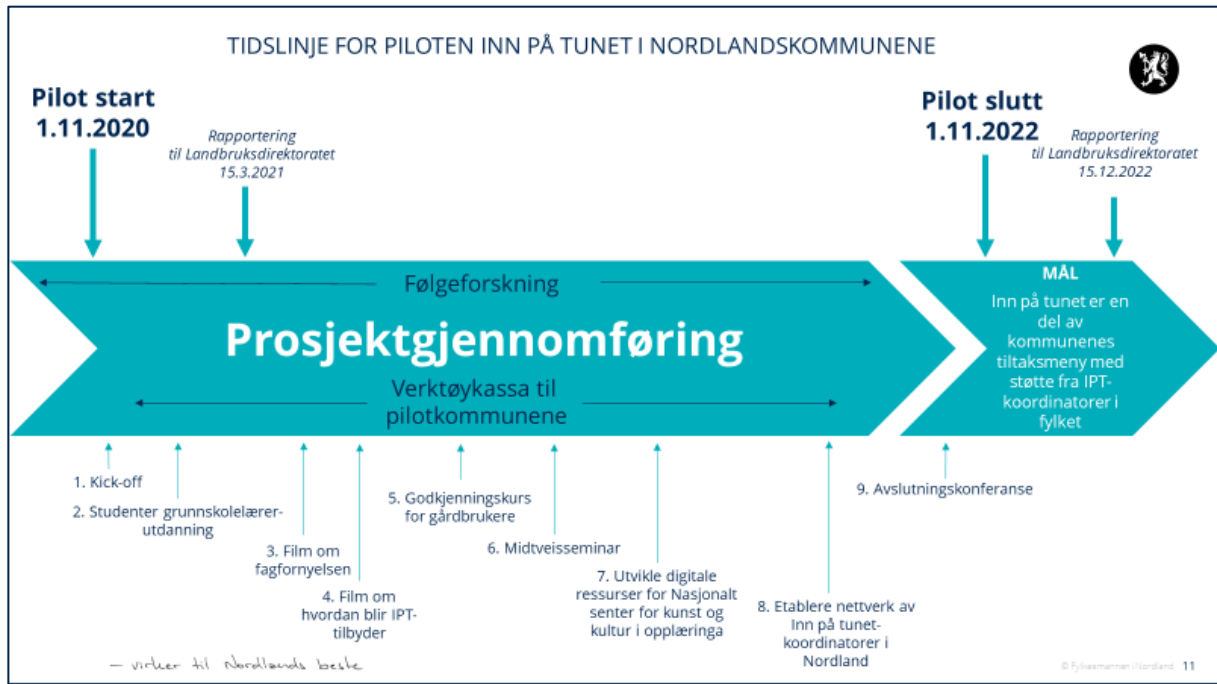 TIDSLINJE FOR PILOTEN INN PÅ TUNET I NORDLANDSKOMMUNENE
Pilot start
1.11.2020
Rapportering
til Landbruksdirektoratet
15.3.2021
Pilot slutt
1.11.2022
Rapportering
til Landbruksdirektoratet
15.12.2022
Følgeforskning
Prosjektgjennomføring
Verktøykassa til
pilotkommunene
MÅL
Inn på tunet er en
del av
kommunenes
tiltaksmeny med
støtte fra IPT-
koordinatorer i
fylket
1. Kick-off
2. Studenter grunnskolelærer-
utdanning
3. Film om
fagfornyelsen
4. Film om
hvordan blir IPT-
tilbyder
5. Godkjenningskurs
for gårdbrukere
6. Midtveisseminar
7. Utvikle digitale
ressurser for Nasjonalt
senter for kunst og
kultur i opplæringa
8. Etablere nettverk av
Inn på tunet-
koordinatorer i
Nordland
9. Avslutningskonferanse
– virker til Nordlands beste
© Fylkesmannen i Nordland 11